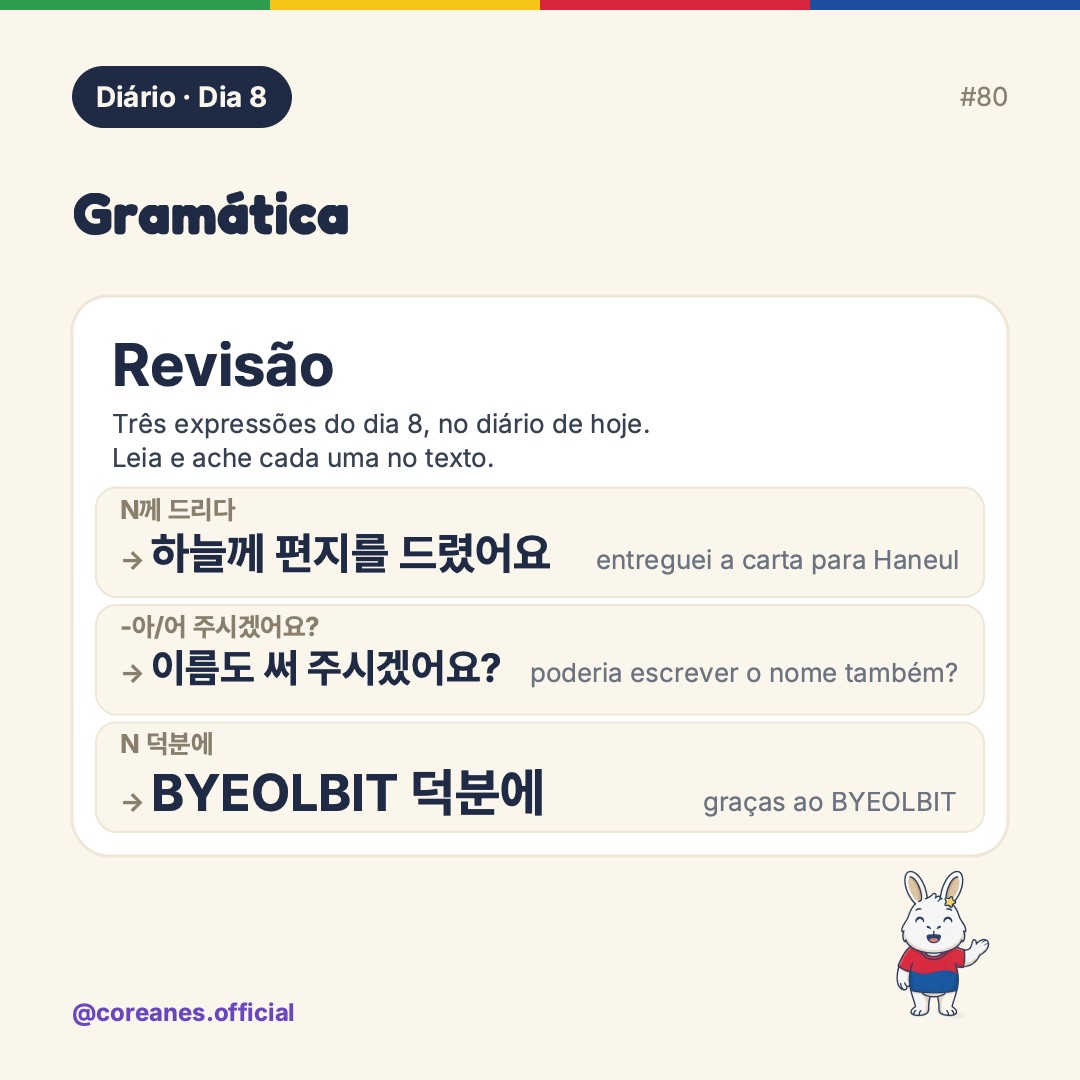 Diário · Dia 8
#80
Gramática
Revisão
Três expressões do dia 8, no diário de hoje.
Leia e ache cada uma no texto.
N께 드리다
→ 하늘께 편지를 드렸어요 entreguei a carta para Haneul
-아/어 주시겠어요?
→ 이름도 써 주시겠어요? poderia escrever o nome também?
N 덕분에
→ BYEOLBIT 덕분에 graças ao BYEOLBIT
@coreanes.official